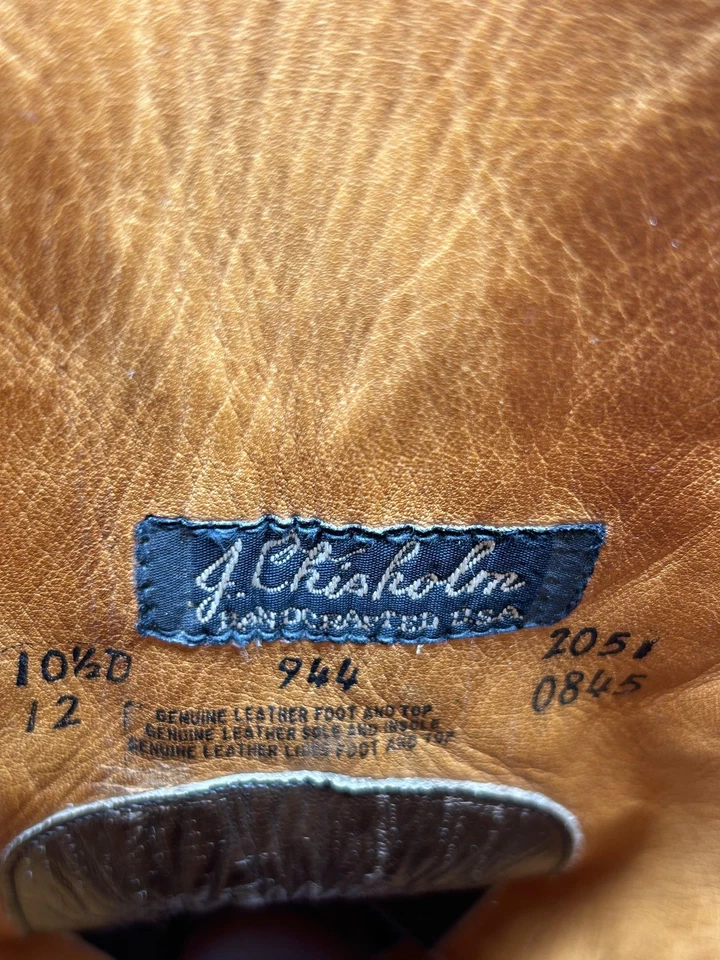 J. Chisholm
HANDCRAFTED USA
10½D 944 2051
12 0845
GENUINE LEATHER FOOT AND TOP
GENUINE LEATHER SOLE AND INSOLE
GENUINE LEATHER LINED FOOT AND TOP